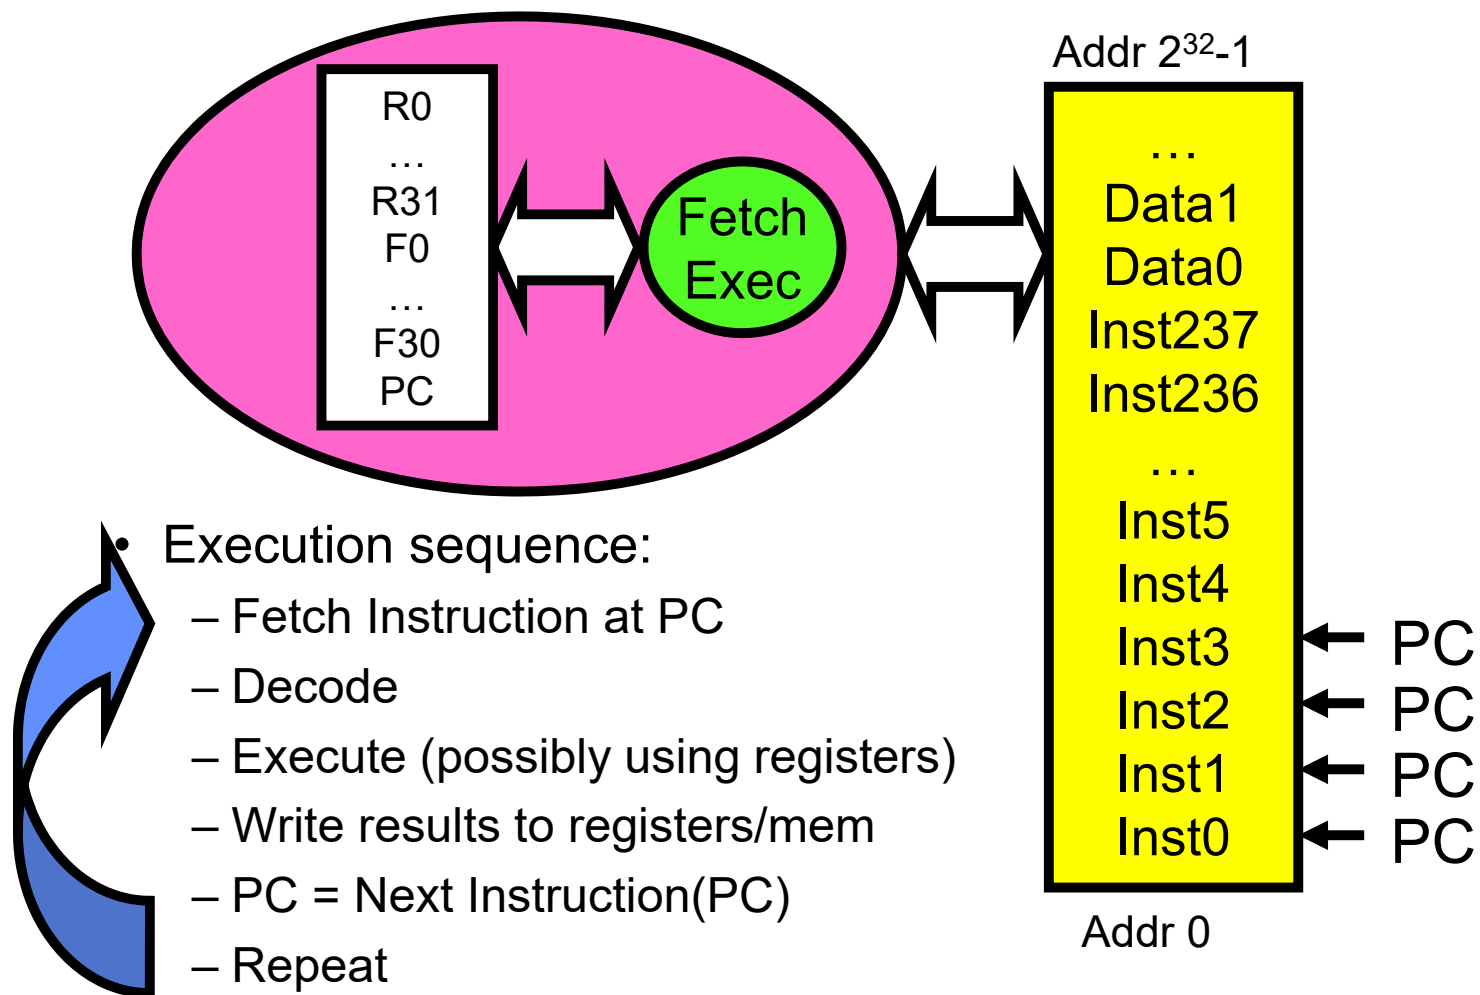 R0
…
R31
F0
…
F30
PC
Fetch
Exec
Addr 2³²-1
…
Data1
Data0
Inst237
Inst236
…
Inst5
Inst4
Inst3
Inst2
Inst1
Inst0
PC
PC
PC
PC
Addr 0
• Execution sequence:
– Fetch Instruction at PC
– Decode
– Execute (possibly using registers)
– Write results to registers/mem
– PC = Next Instruction(PC)
– Repeat